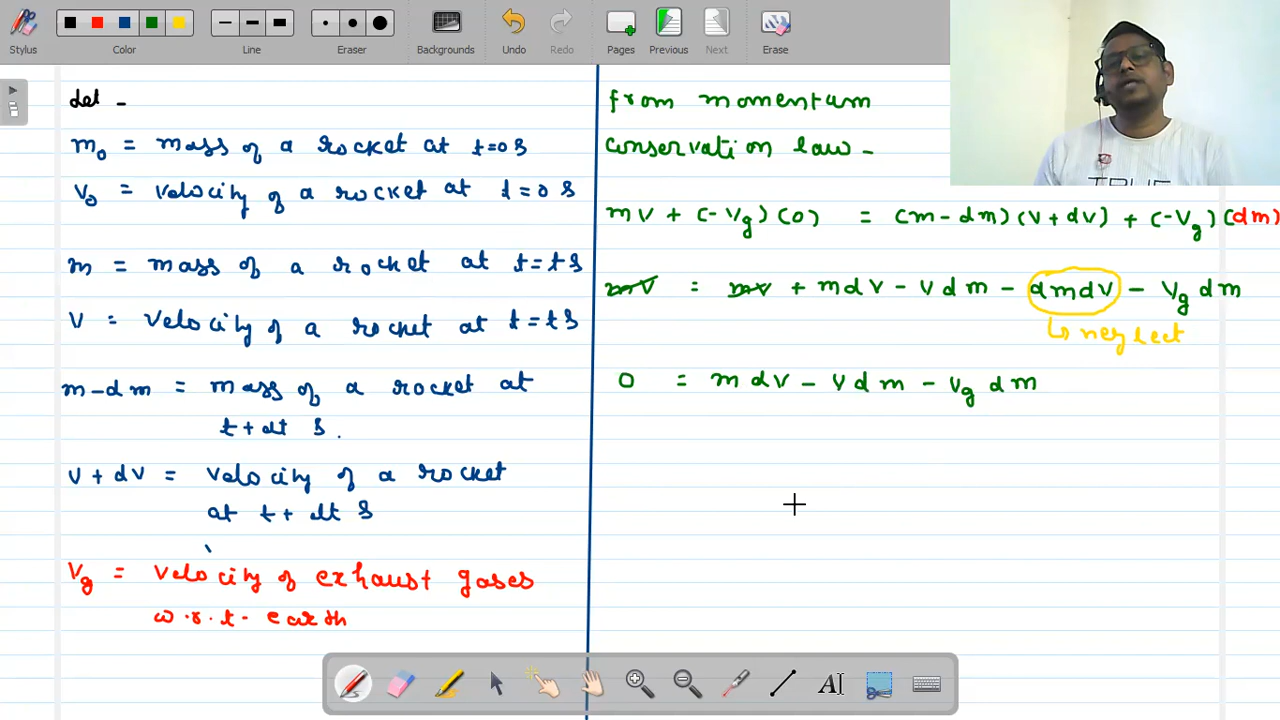 Stylus Color Line Eraser Backgrounds Undo Redo Pages Previous Next Erase
let -
m₀ = mass of a rocket at t=0 s
v₀ = velocity of a rocket at t=0 s
m = mass of a rocket at t=t s
v = velocity of a rocket at t=t s
m-dm = mass of a rocket at
t+dt s.
v+dv = velocity of a rocket
at t+dt s
Vg = velocity of exhaust gases
w.r.t. earth
from momentum
conservation law -
mv + (-Vg)(0) = (m-dm)(v+dv) + (-Vg)(dm)
mv = mv + mdv - vdm - dmdv - Vg dm
↳ neglect
0 = mdv - vdm - Vg dm
TRUE
A